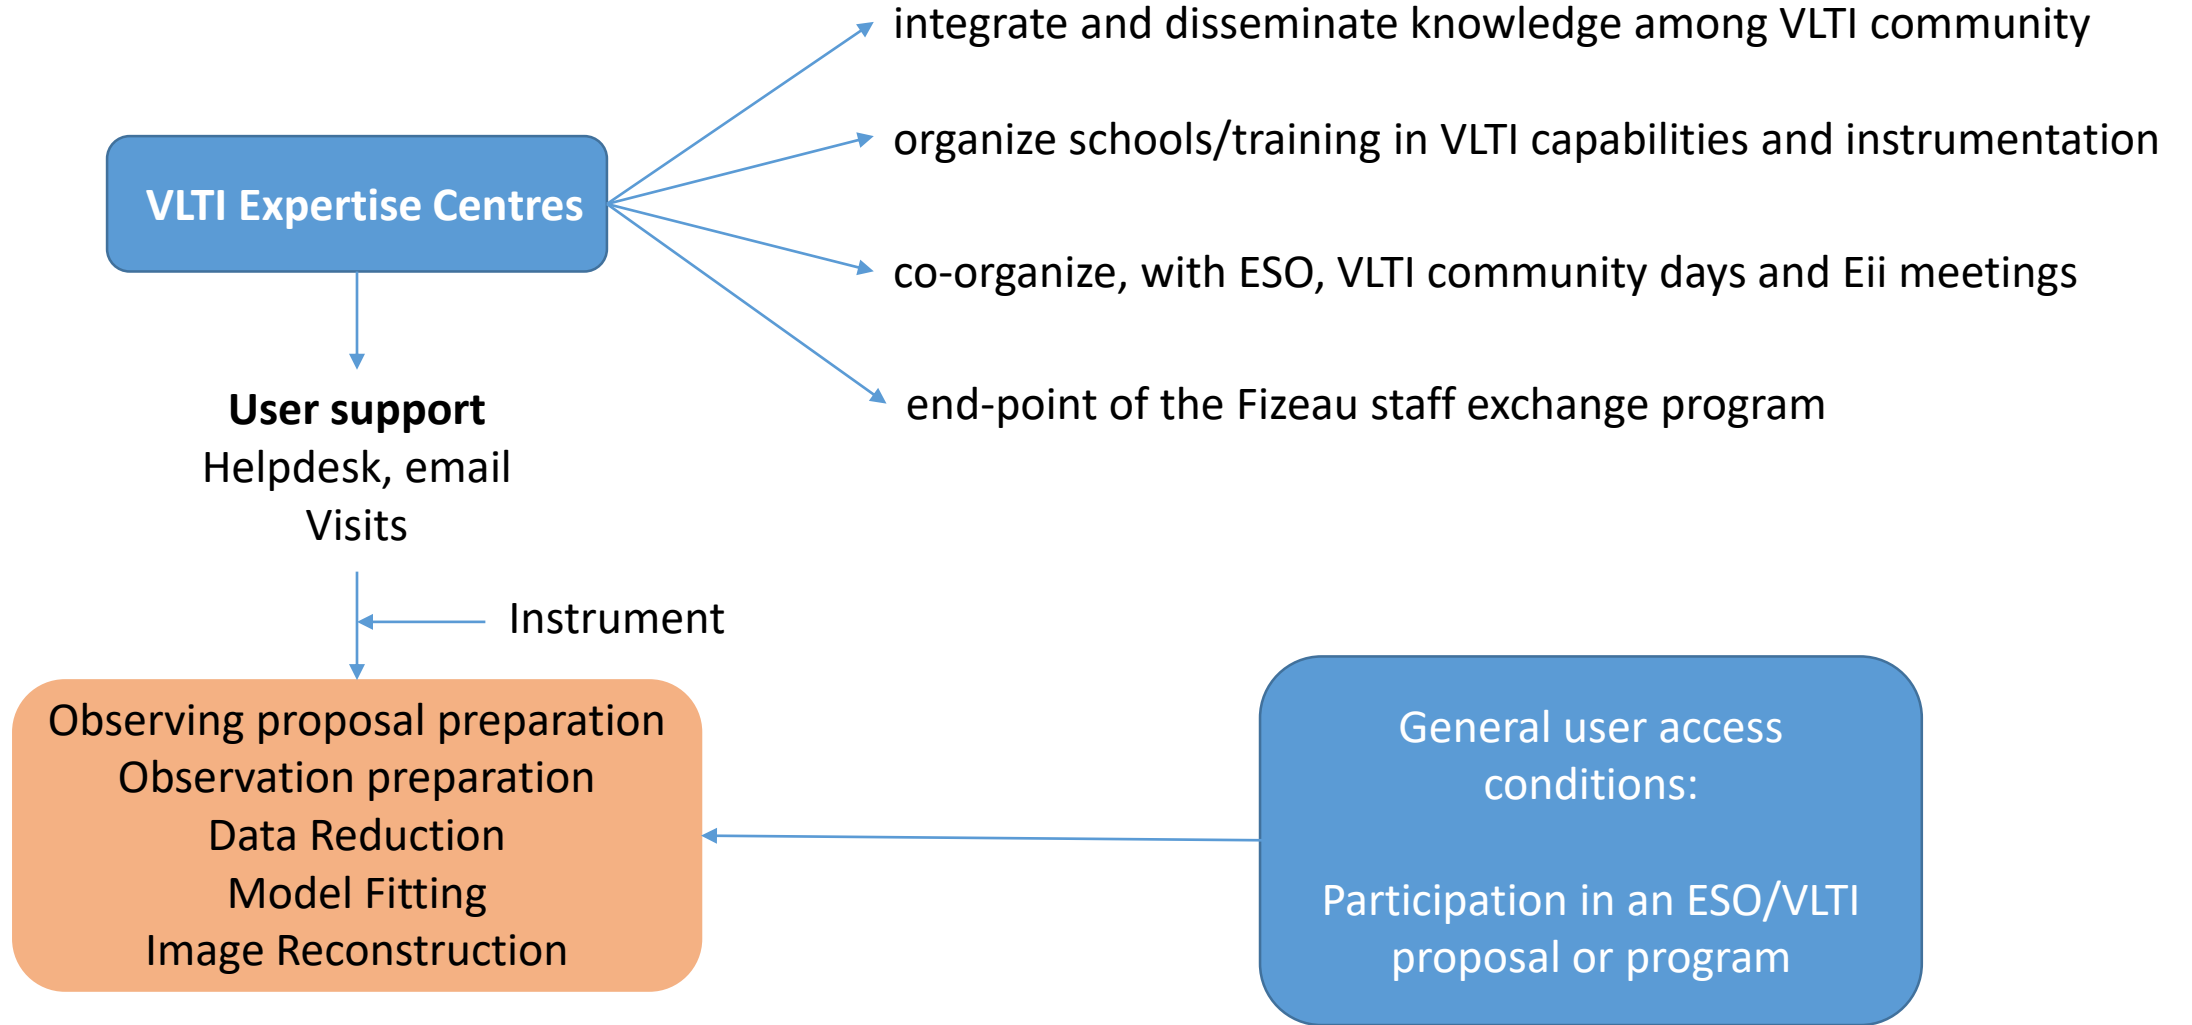 integrate and disseminate knowledge among VLTI community
organize schools/training in VLTI capabilities and instrumentation
VLTI Expertise Centres
co-organize, with ESO, VLTI community days and Eii meetings
end-point of the Fizeau staff exchange program
User support
Helpdesk, email
Visits
Instrument
Observing proposal preparation
Observation preparation
Data Reduction
Model Fitting
Image Reconstruction
General user access
conditions:
Participation in an ESO/VLTI
proposal or program